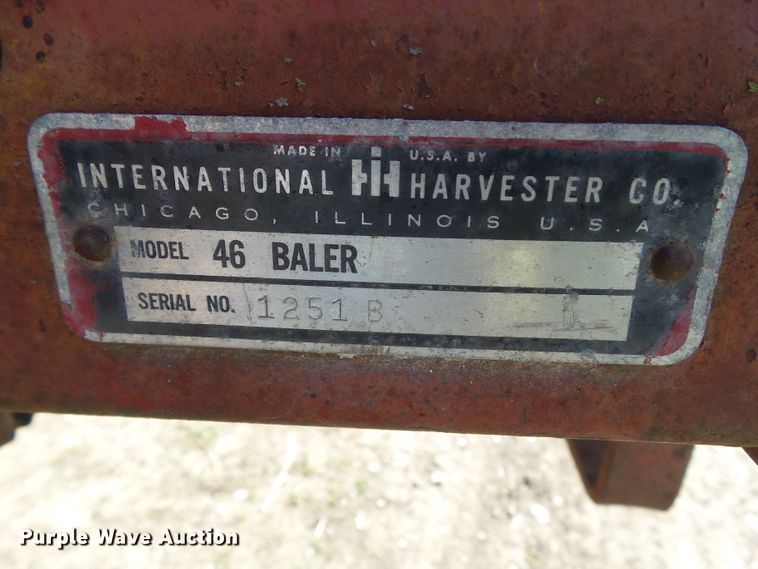 MADE IN U.S.A. BY
INTERNATIONAL IH HARVESTER CO.
CHICAGO, ILLINOIS U.S.A
MODEL 46 BALER
SERIAL NO. 1251 B
Purple Wave Auction